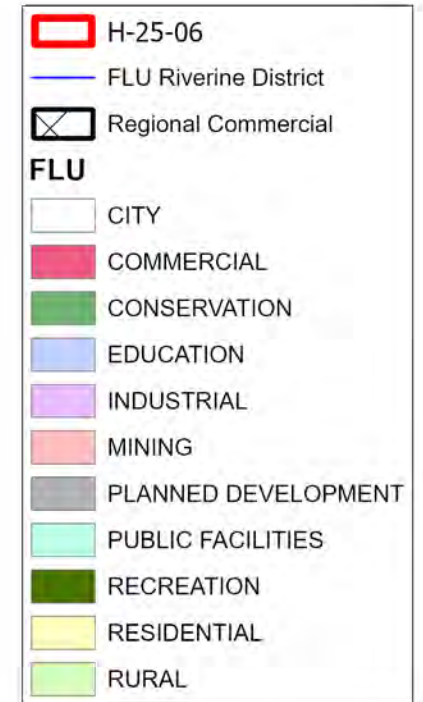 H-25-06
FLU Riverine District
Regional Commercial
FLU
CITY
COMMERCIAL
CONSERVATION
EDUCATION
INDUSTRIAL
MINING
PLANNED DEVELOPMENT
PUBLIC FACILITIES
RECREATION
RESIDENTIAL
RURAL